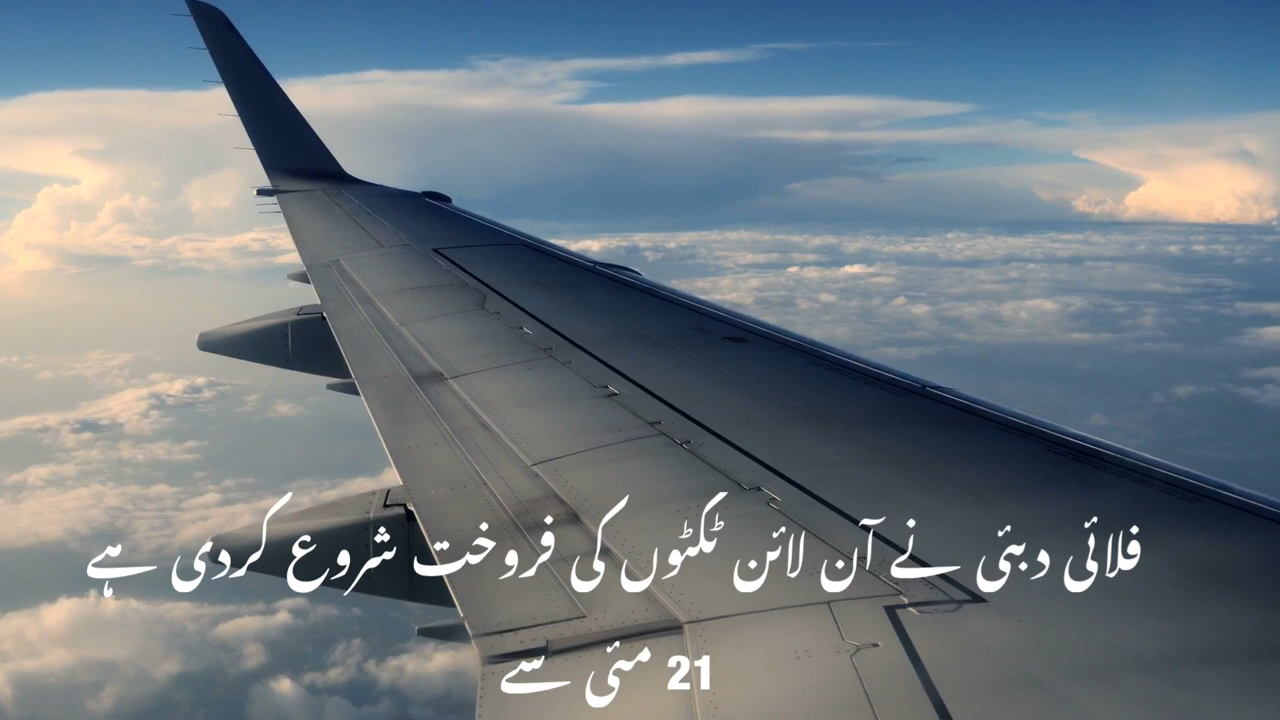 فلائی دبئی نے آن لائن ٹکٹوں کی فروخت شروع کردی ہے
21 مئی سے